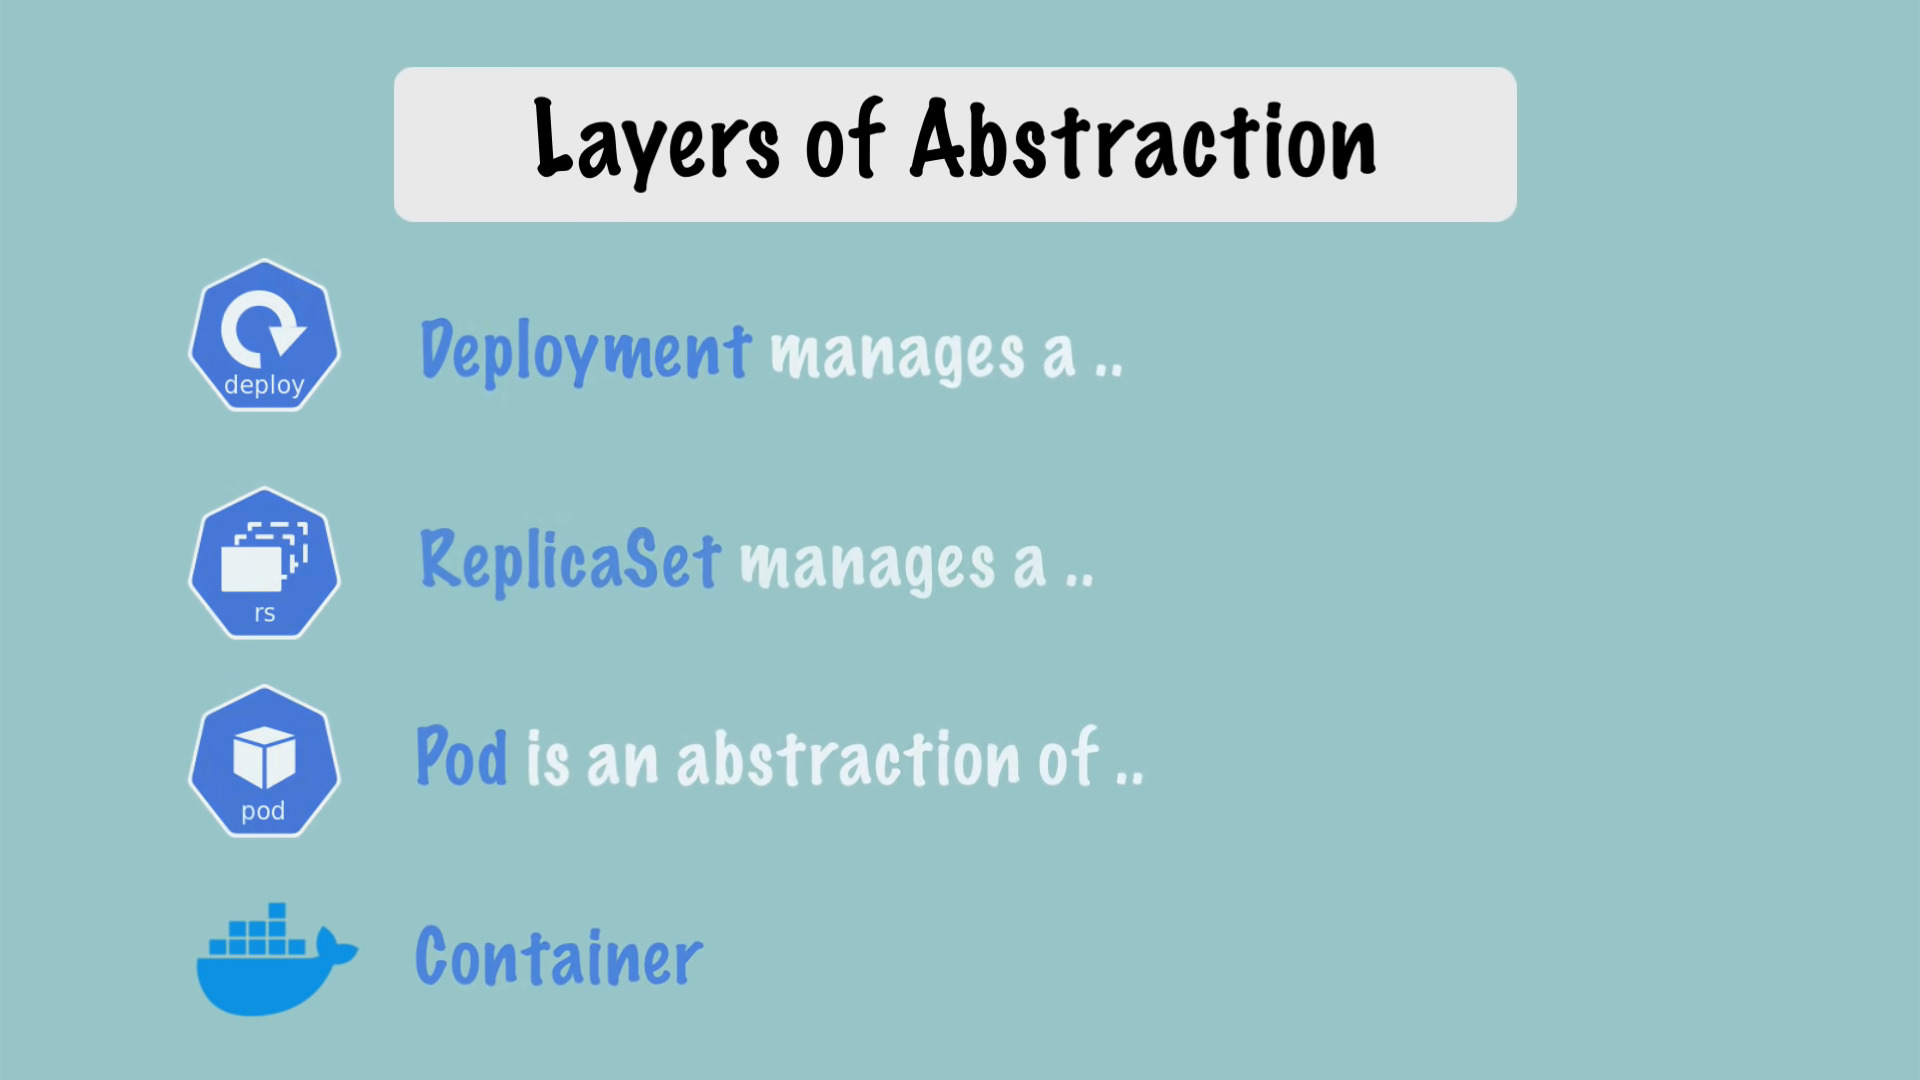 Layers of Abstraction
deploy
Deployment manages a ..
rs
ReplicaSet manages a ..
pod
Pod is an abstraction of ..
Container